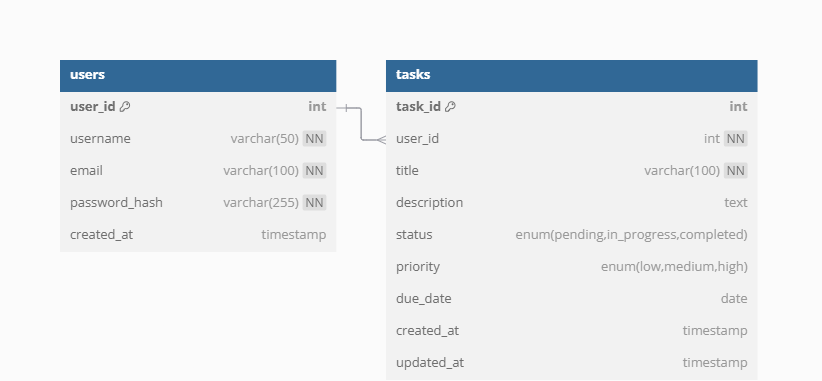 users
user_id int
username varchar(50) NN
email varchar(100) NN
password_hash varchar(255) NN
created_at timestamp
tasks
task_id int
user_id int NN
title varchar(100) NN
description text
status enum(pending,in_progress,completed)
priority enum(low,medium,high)
due_date date
created_at timestamp
updated_at timestamp